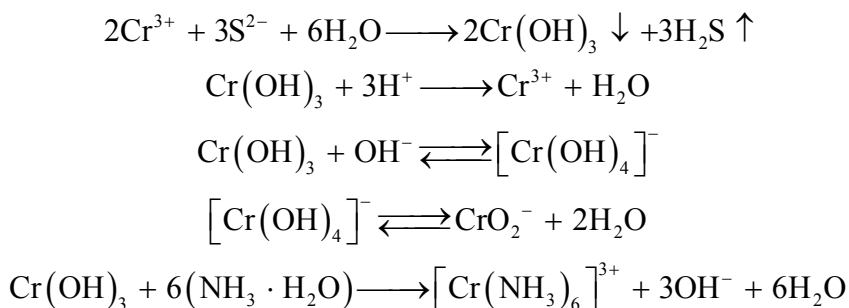 2Cr³⁺ + 3S²⁻ + 6H₂O ⟶ 2Cr(OH)₃ ↓ +3H₂S ↑
Cr(OH)₃ + 3H⁺ ⟶ Cr³⁺ + H₂O
Cr(OH)₃ + OH⁻ ⇌ [Cr(OH)₄]⁻
[Cr(OH)₄]⁻ ⇌ CrO₂⁻ + 2H₂O
Cr(OH)₃ + 6(NH₃ · H₂O) ⟶ [Cr(NH₃)₆]³⁺ + 3OH⁻ + 6H₂O